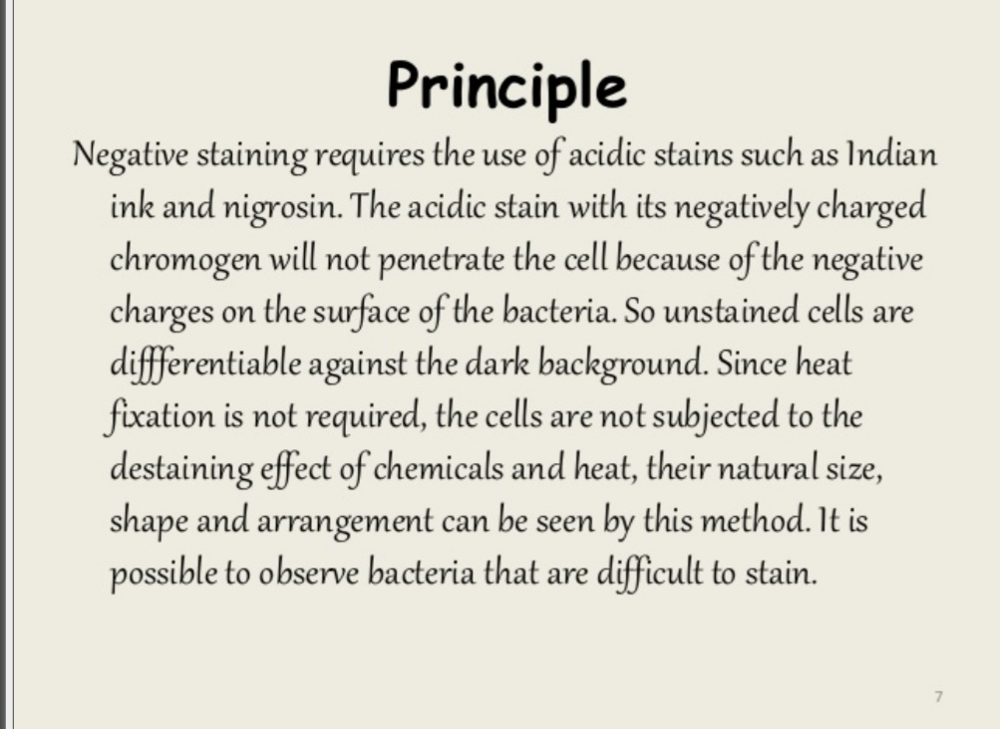 Principle
Negative staining requires the use of acidic stains such as Indian
ink and nigrosin. The acidic stain with its negatively charged
chromogen will not penetrate the cell because of the negative
charges on the surface of the bacteria. So unstained cells are
diffferentiable against the dark background. Since heat
fixation is not required, the cells are not subjected to the
destaining effect of chemicals and heat, their natural size,
shape and arrangement can be seen by this method. It is
possible to observe bacteria that are difficult to stain.
7